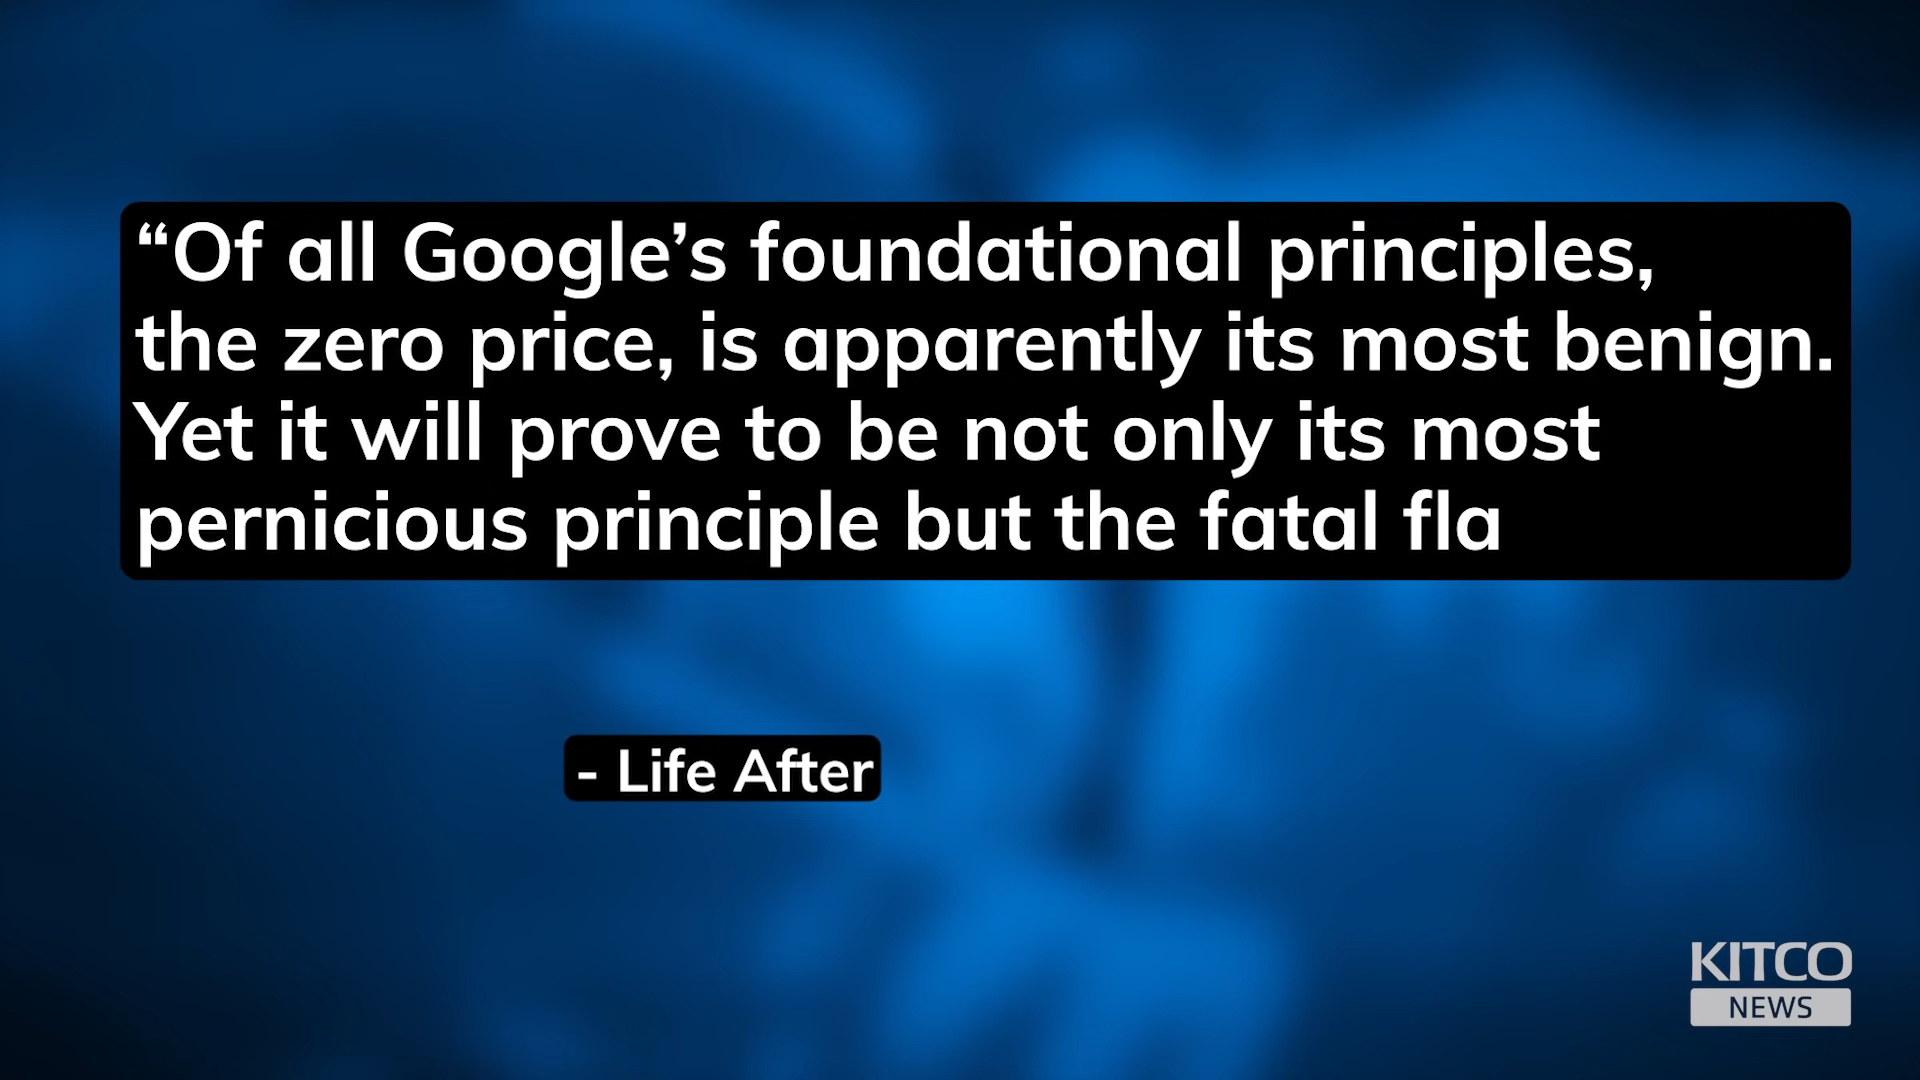 “Of all Google’s foundational principles,
the zero price, is apparently its most benign.
Yet it will prove to be not only its most
pernicious principle but the fatal fla
- Life After
KITCO
NEWS